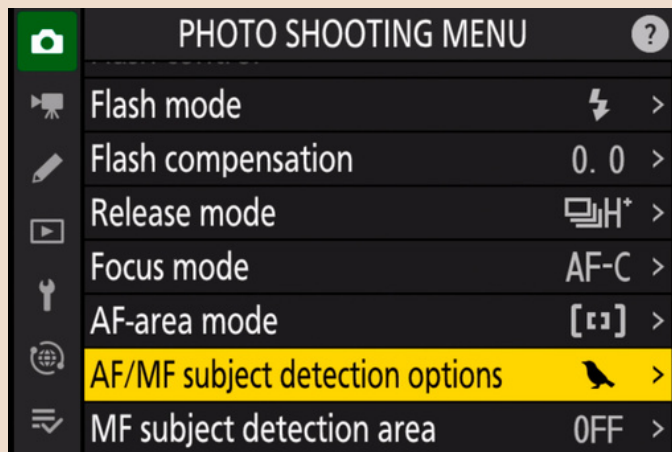 PHOTO SHOOTING MENU
?
Flash mode >
Flash compensation 0. 0 >
Release mode H+ >
Focus mode AF-C >
AF-area mode >
AF/MF subject detection options >
MF subject detection area OFF >